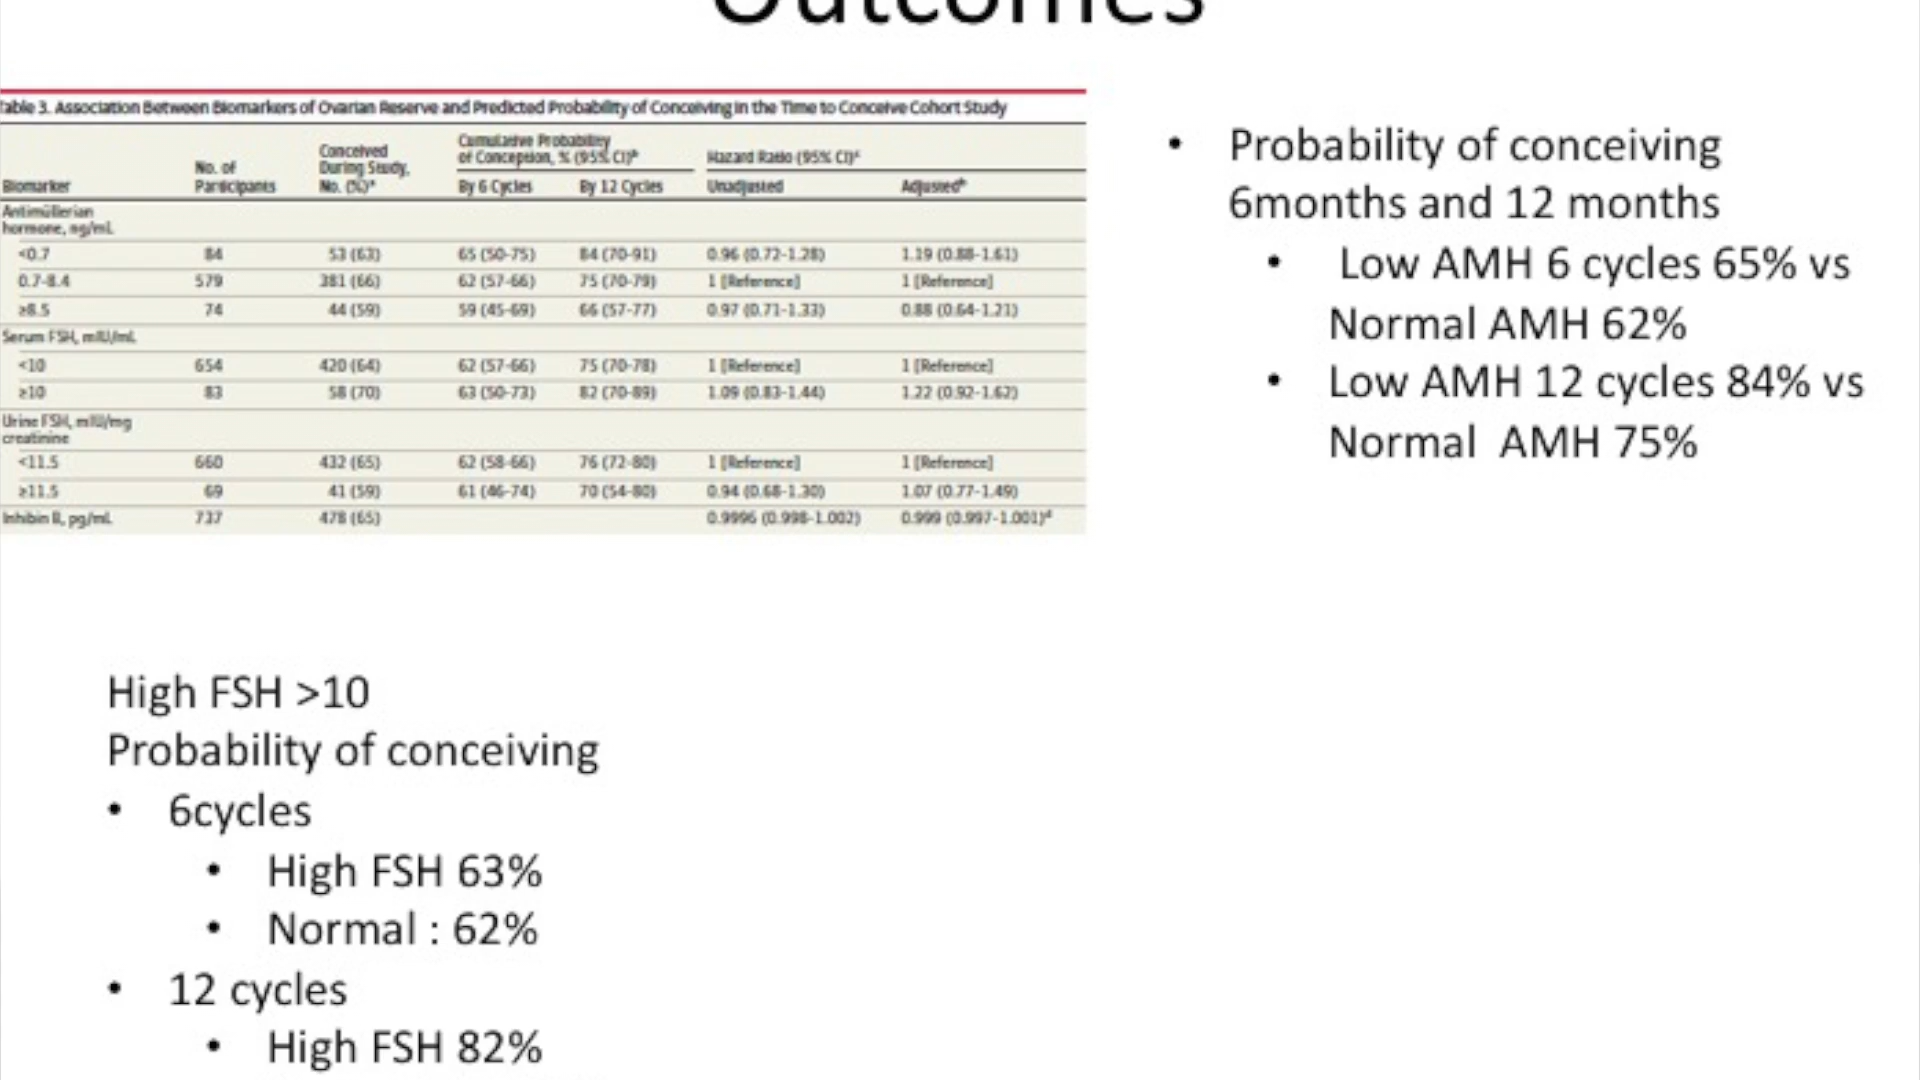 Outcomes
Table 3. Association Between Biomarkers of Ovarian Reserve and Predicted Probability of Conceiving in the Time to Conceive Cohort Study
Biomarker No. of Participants Conceived During Study, No. (%)ᵃ Cumulative Probability of Conception, % (95% CI)ᵇ Hazard Ratio (95% CI)ᶜ
By 6 Cycles By 12 Cycles Unadjusted Adjustedᵇ
Antimüllerian
hormone, ng/mL
<0.7 84 53 (63) 65 (50-75) 84 (70-91) 0.96 (0.72-1.28) 1.19 (0.88-1.61)
0.7-8.4 579 381 (66) 62 (57-66) 75 (70-79) 1 [Reference] 1 [Reference]
≥8.5 74 44 (59) 59 (45-69) 66 (57-77) 0.97 (0.71-1.33) 0.88 (0.64-1.21)
Serum FSH, mIU/mL
<10 654 420 (64) 62 (57-66) 75 (70-78) 1 [Reference] 1 [Reference]
≥10 83 58 (70) 63 (50-73) 82 (70-89) 1.09 (0.83-1.44) 1.22 (0.92-1.62)
Urine FSH, mIU/mg
creatinine
<11.5 660 432 (65) 62 (58-66) 76 (72-80) 1 [Reference] 1 [Reference]
≥11.5 69 41 (59) 61 (46-74) 70 (54-80) 0.94 (0.68-1.30) 1.07 (0.77-1.49)
Inhibin B, pg/mL 737 478 (65) 0.9996 (0.998-1.002) 0.999 (0.997-1.001)ᵈ
• Probability of conceiving
6months and 12 months
• Low AMH 6 cycles 65% vs
Normal AMH 62%
• Low AMH 12 cycles 84% vs
Normal AMH 75%
High FSH >10
Probability of conceiving
• 6cycles
• High FSH 63%
• Normal : 62%
• 12 cycles
• High FSH 82%